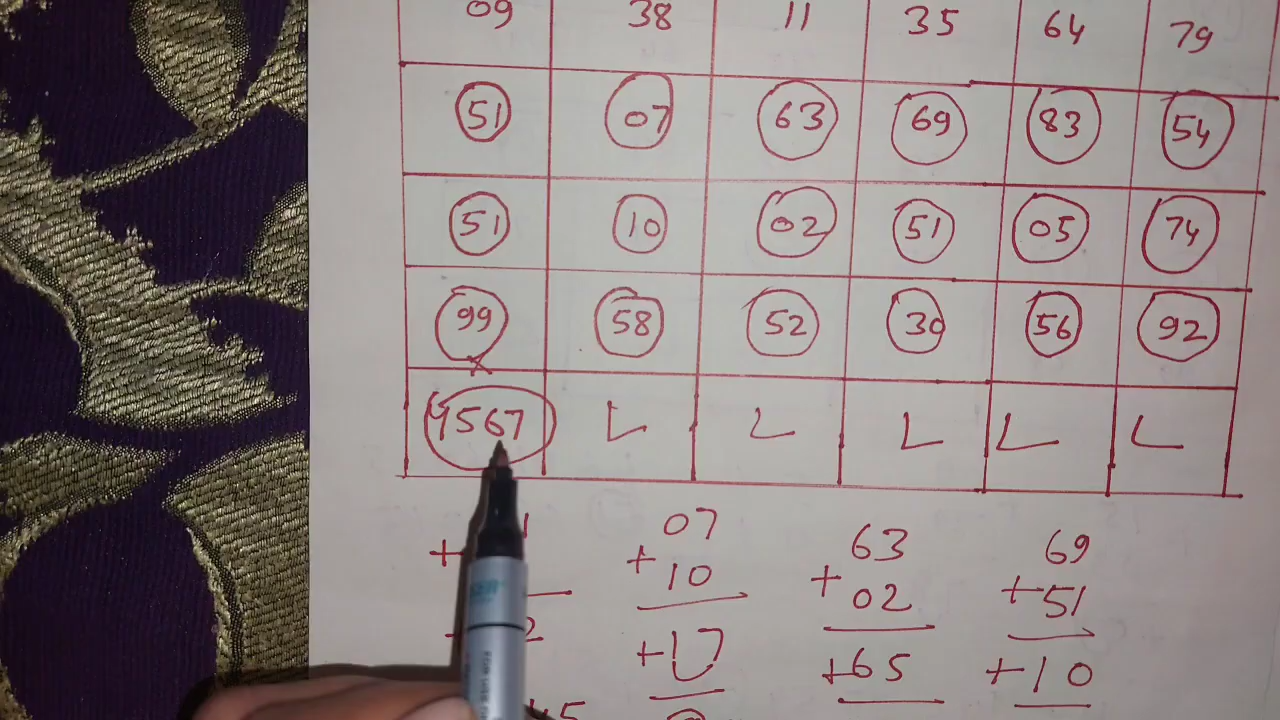 09 38 11 35 64 79
51 07 63 69 83 54
51 10 02 51 05 74
99 58 52 30 56 92
4567
07 63 69
+ + 10 + 02 + 51
+17 +65 +10